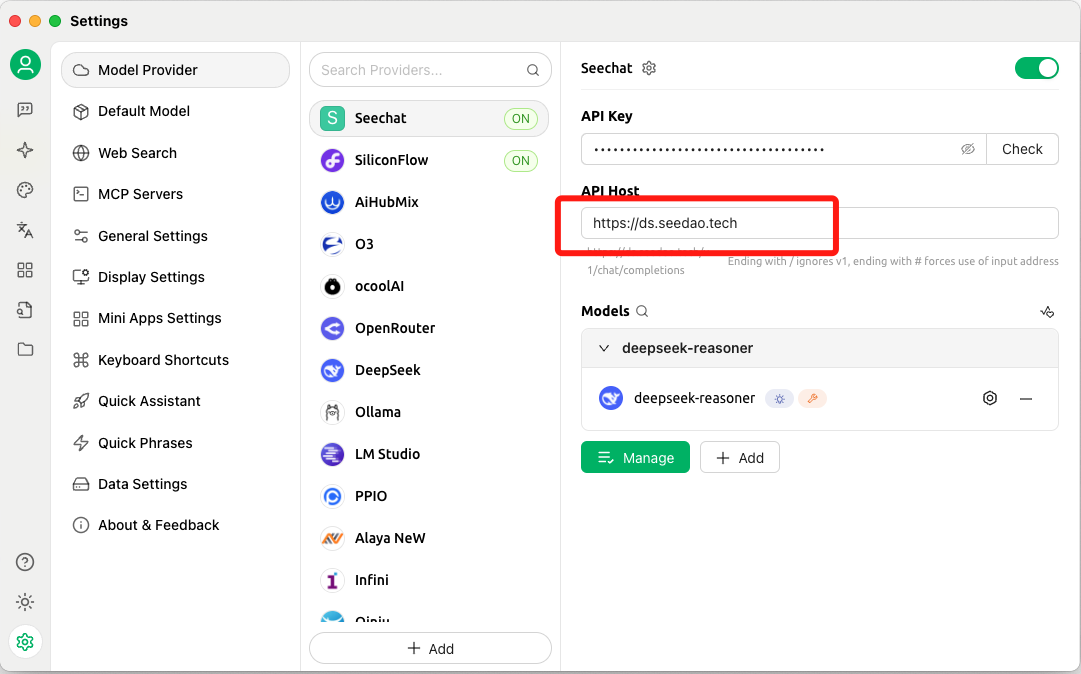 Settings
Model Provider
Default Model
Web Search
MCP Servers
General Settings
Display Settings
Mini Apps Settings
Keyboard Shortcuts
Quick Assistant
Quick Phrases
Data Settings
About & Feedback
Search Providers...
S Seechat ON
SiliconFlow ON
AiHubMix
O3
ocoolAI
OpenRouter
DeepSeek
Ollama
LM Studio
PPIO
Alaya NeW
Infini
Qiniu
Add
Seechat
API Key
Check
API Host
https://ds.seedao.tech
1/chat/completions
Ending with / ignores v1, ending with # forces use of input address
Models
deepseek-reasoner
deepseek-reasoner
Manage
Add